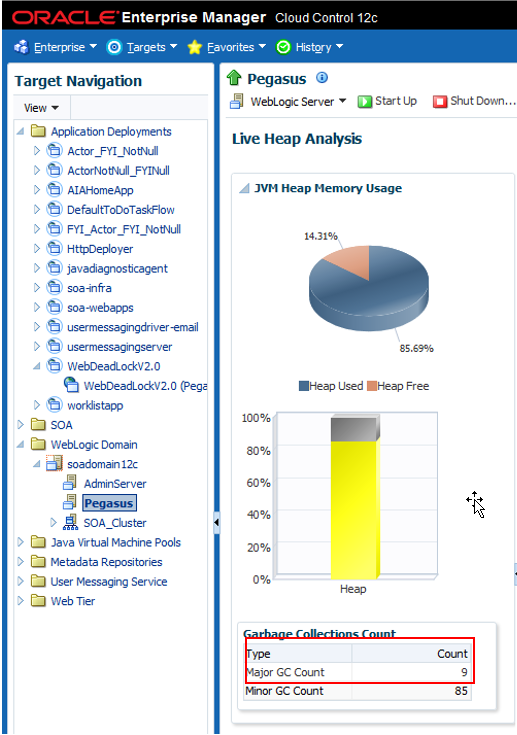 ORACLE Enterprise Manager Cloud Control 12c
Enterprise Targets Favorites History
Target Navigation
View
Application Deployments
Actor_FYI_NotNull
ActorNotNull_FYINull
AIAHomeApp
DefaultToDoTaskFlow
FYI_Actor_FYI_NotNull
HttpDeployer
javadiagnosticagent
soa-infra
soa-webapps
usermessagingdriver-email
usermessagingserver
WebDeadLockV2.0
WebDeadLockV2.0 (Pega
worklistapp
SOA
WebLogic Domain
soadomain12c
AdminServer
Pegasus
SOA_Cluster
Java Virtual Machine Pools
Metadata Repositories
User Messaging Service
Web Tier
Pegasus
WebLogic Server Start Up Shut Down...
Live Heap Analysis
JVM Heap Memory Usage
14.31%
85.69%
Heap Used Heap Free
100%
80%
60%
40%
20%
0%
Heap
Garbage Collections Count
Type Count
Major GC Count 9
Minor GC Count 85